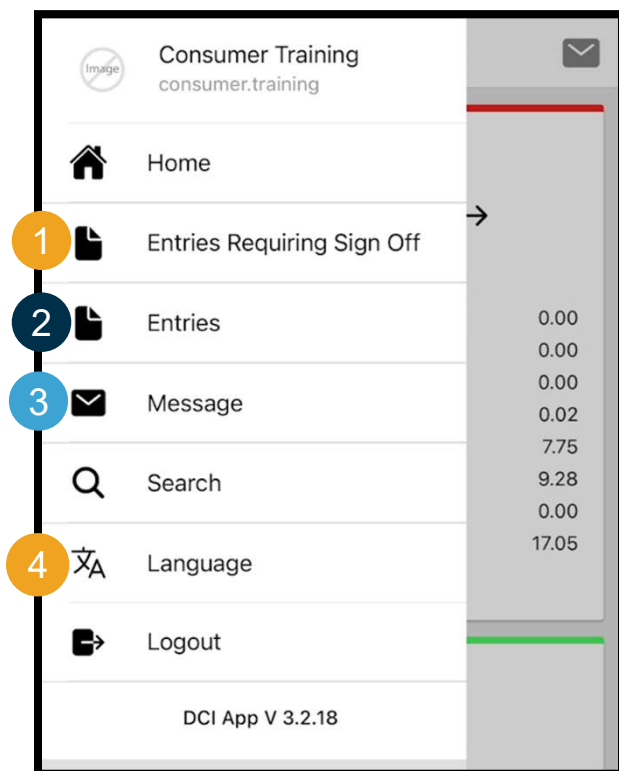 Image
Consumer Training
consumer.training
Home
1
Entries Requiring Sign Off
2
Entries
3
Message
Search
4
Language
Logout
DCI App V 3.2.18
0.00
0.00
0.00
0.02
7.75
9.28
0.00
17.05